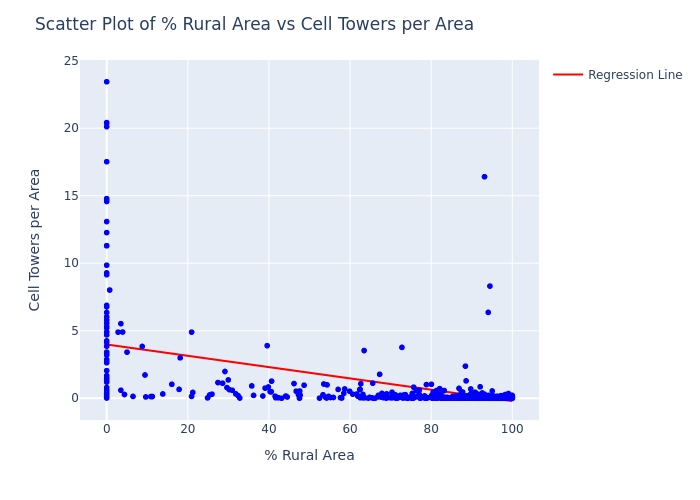 Scatter Plot of % Rural Area vs Cell Towers per Area
Regression Line
25
20
15
10
5
0
Cell Towers per Area
0 20 40 60 80 100
% Rural Area